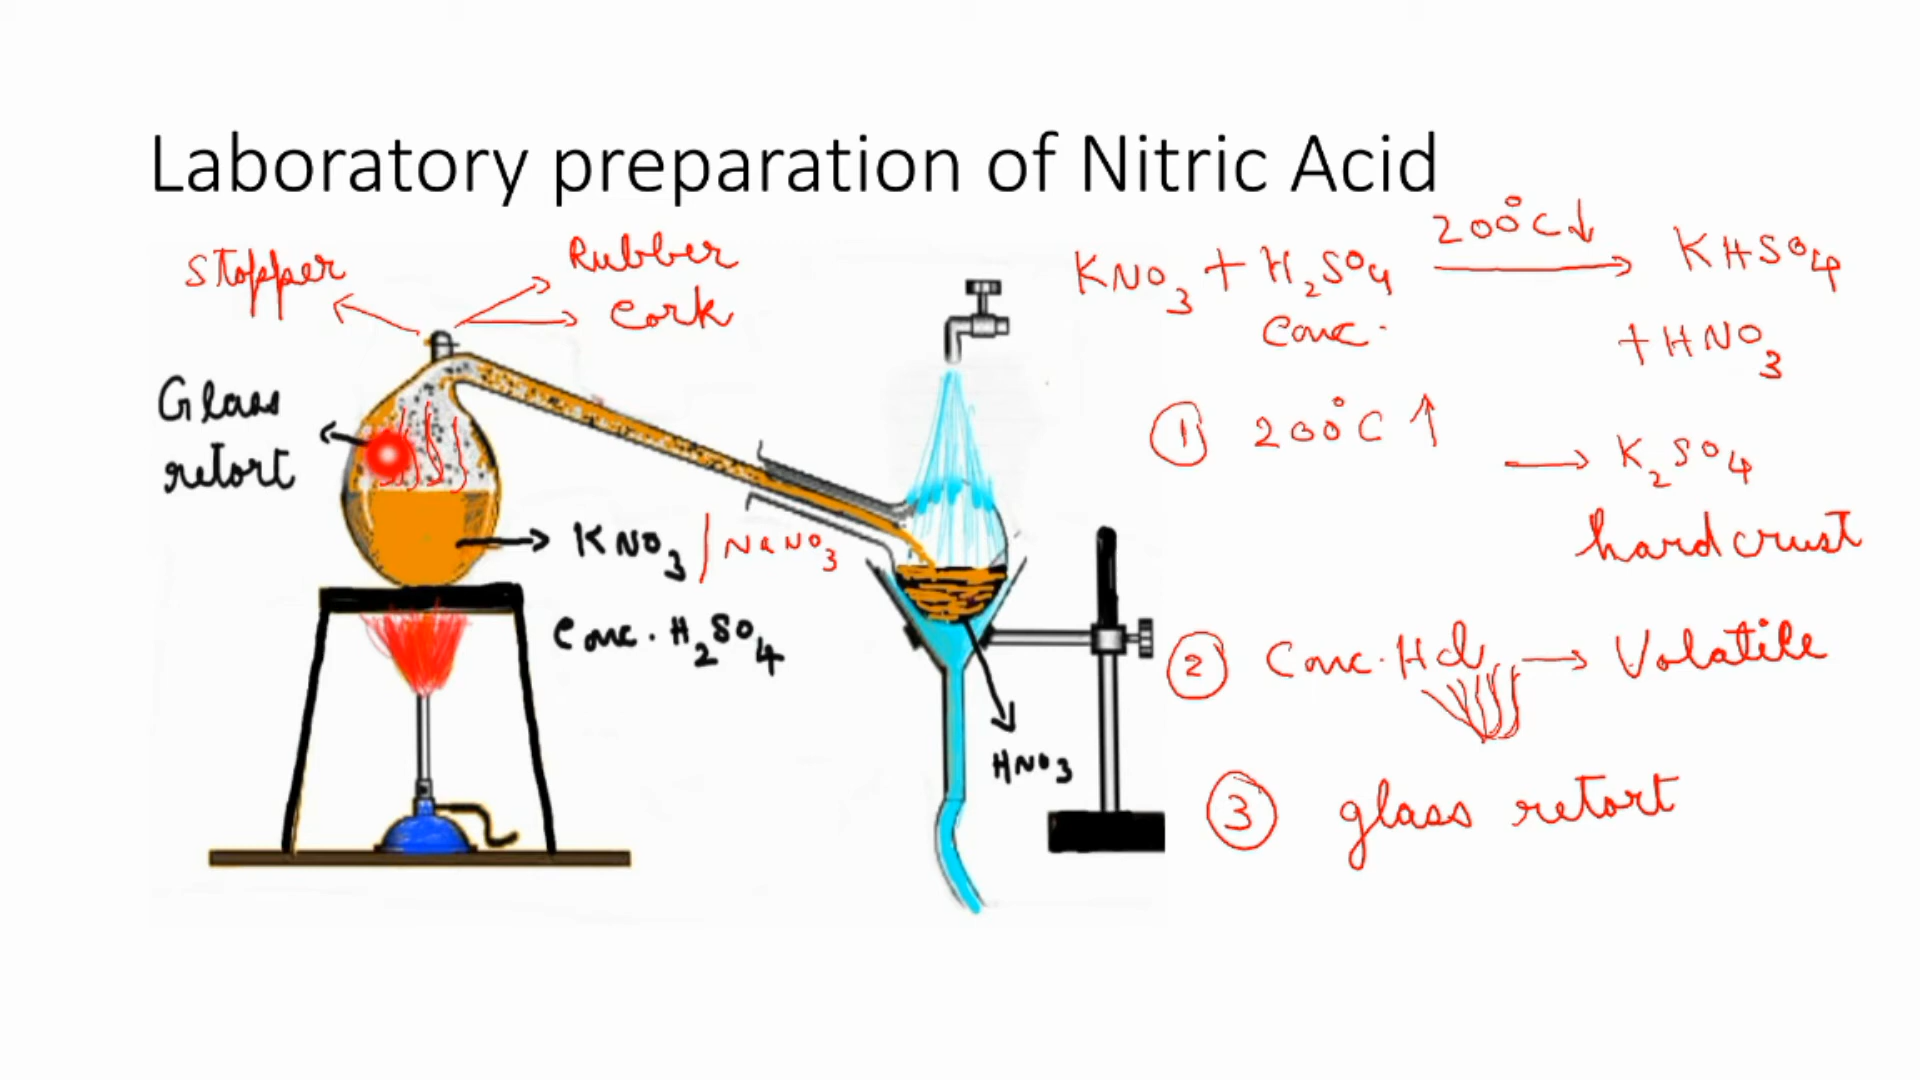 Laboratory preparation of Nitric Acid
Stopper
Rubber
Cork
Glass
retort
KNO₃ / NaNO₃
Conc. H₂SO₄
HNO₃
KNO₃ + H₂SO₄ 200°C↓ → KHSO₄
Conc.
+ HNO₃
① 200°C ↑
→ K₂SO₄
hard crust
② Conc. HCl → Volatile
③ glass retort